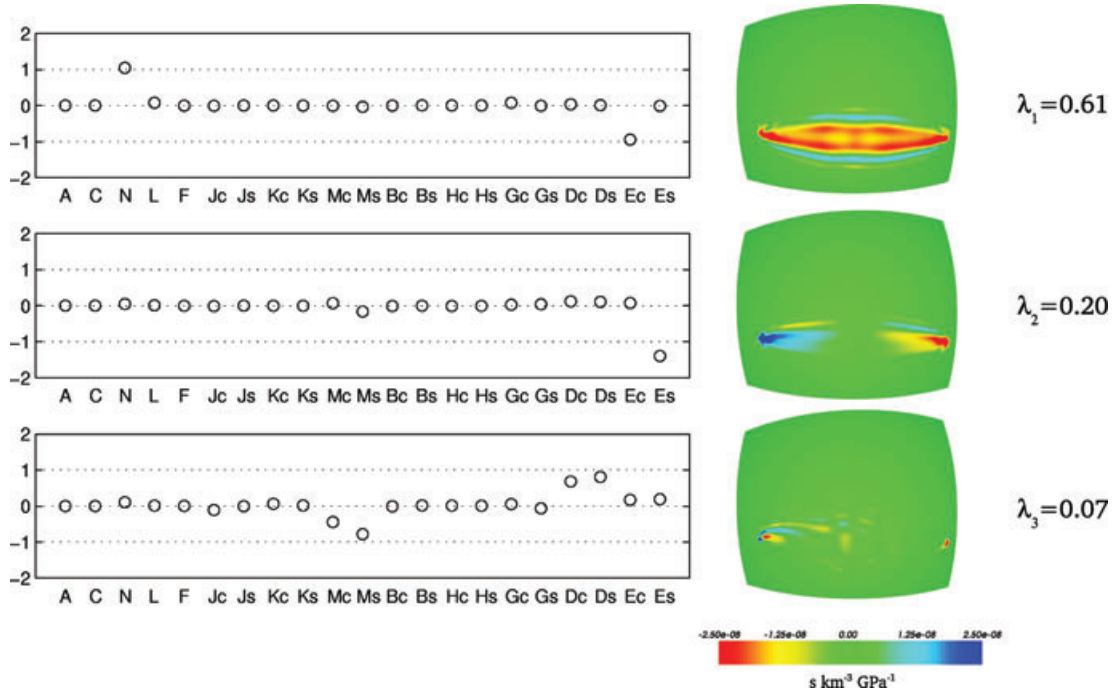 2
1
0
−1
−2
A C N L F Jc Js Kc Ks Mc Ms Bc Bs Hc Hs Gc Gs Dc Ds Ec Es
λ1=0.61
2
1
0
−1
−2
A C N L F Jc Js Kc Ks Mc Ms Bc Bs Hc Hs Gc Gs Dc Ds Ec Es
λ2=0.20
2
1
0
−1
−2
A C N L F Jc Js Kc Ks Mc Ms Bc Bs Hc Hs Gc Gs Dc Ds Ec Es
λ3=0.07
-2.50e-08 -1.25e-08 0.00 1.25e-08 2.50e-08
s km-3 GPa-1